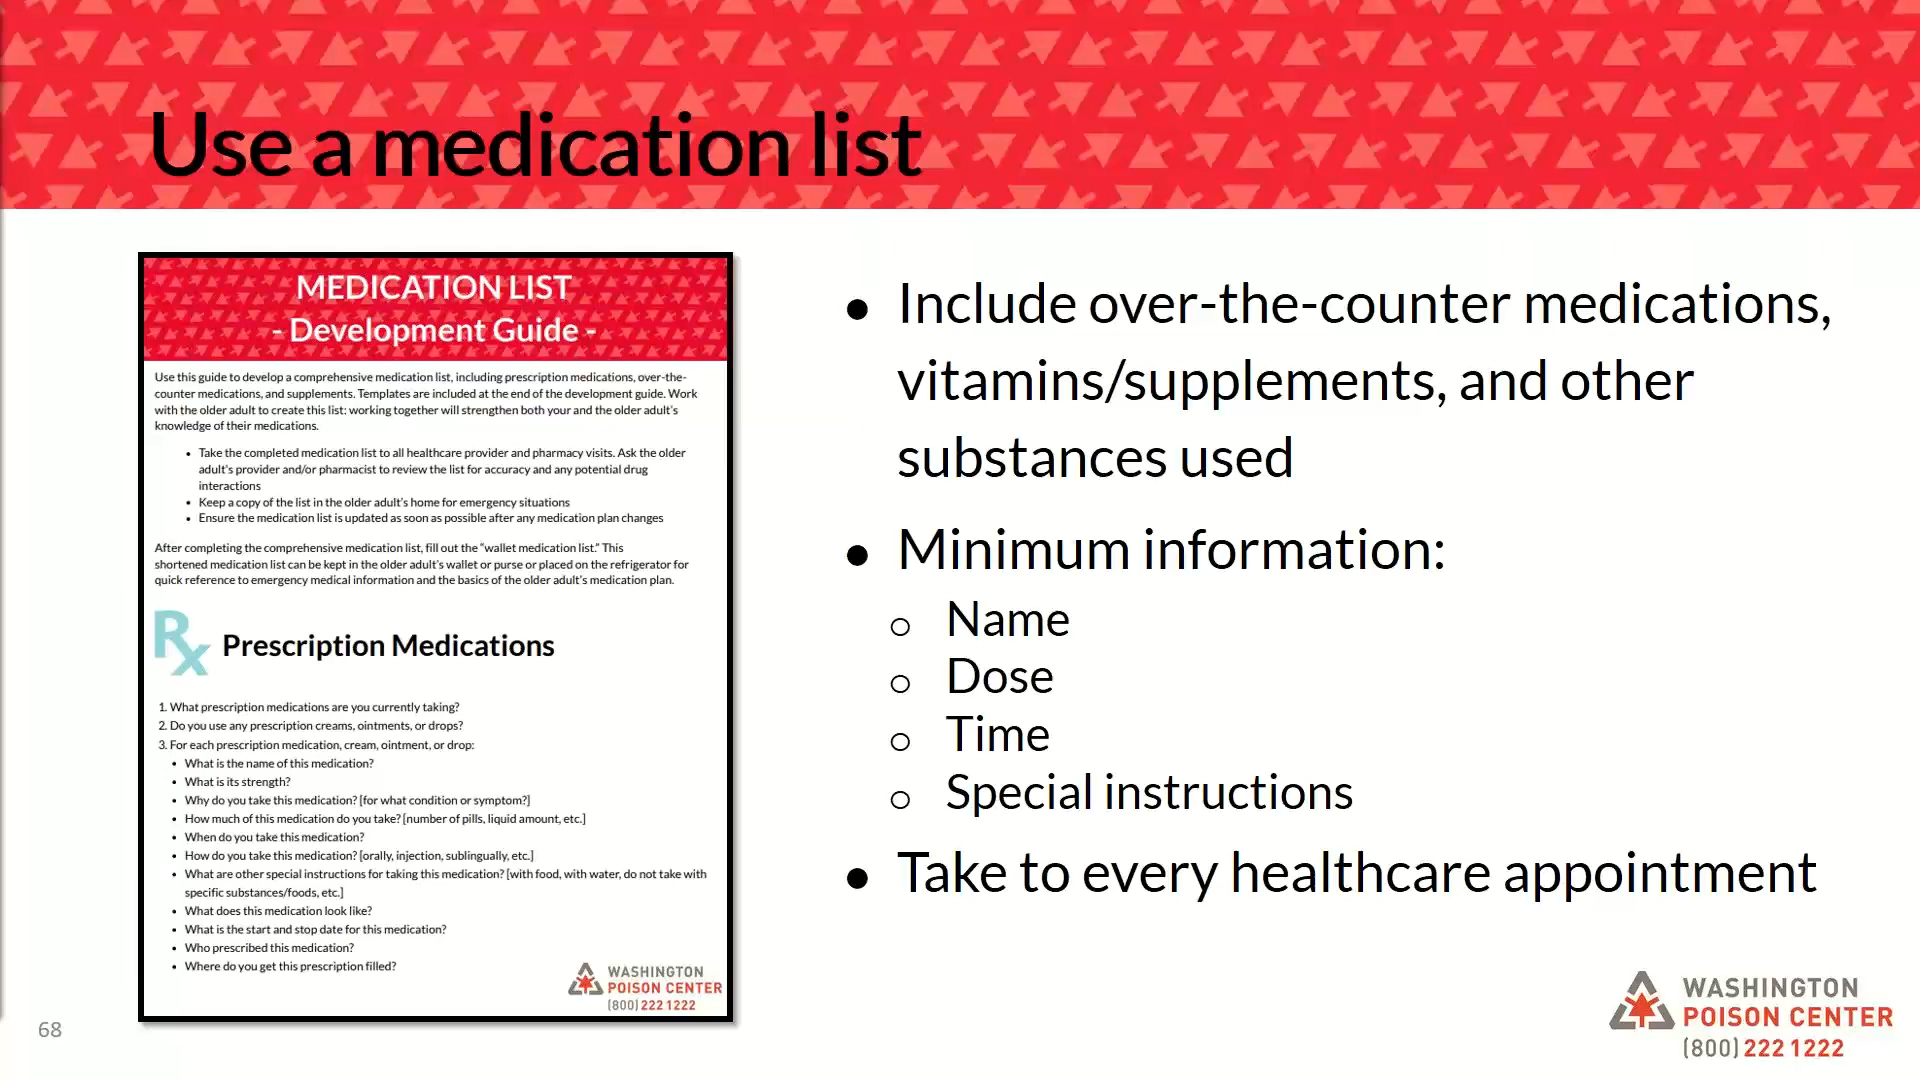 Use a medication list
MEDICATION LIST
- Development Guide -
Use this guide to develop a comprehensive medication list, including prescription medications, over-the-
counter medications, and supplements. Templates are included at the end of the development guide. Work
with the older adult to create this list: working together will strengthen both your and the older adult's
knowledge of their medications.
• Take the completed medication list to all healthcare provider and pharmacy visits. Ask the older
adult's provider and/or pharmacist to review the list for accuracy and any potential drug
interactions
• Keep a copy of the list in the older adult's home for emergency situations
• Ensure the medication list is updated as soon as possible after any medication plan changes
After completing the comprehensive medication list, fill out the “wallet medication list.” This
shortened medication list can be kept in the older adult's wallet or purse or placed on the refrigerator for
quick reference to emergency medical information and the basics of the older adult's medication plan.
Rx Prescription Medications
1. What prescription medications are you currently taking?
2. Do you use any prescription creams, ointments, or drops?
3. For each prescription medication, cream, ointment, or drop:
• What is the name of this medication?
• What is its strength?
• Why do you take this medication? [for what condition or symptom?]
• How much of this medication do you take? [number of pills, liquid amount, etc.]
• When do you take this medication?
• How do you take this medication? [orally, injection, sublingually, etc.]
• What are other special instructions for taking this medication? [with food, with water, do not take with
specific substances/foods, etc.]
• What does this medication look like?
• What is the start and stop date for this medication?
• Who prescribed this medication?
• Where do you get this prescription filled?
WASHINGTON
POISON CENTER
(800) 222 1222
• Include over-the-counter medications,
vitamins/supplements, and other
substances used
• Minimum information:
o Name
o Dose
o Time
o Special instructions
• Take to every healthcare appointment
68
WASHINGTON
POISON CENTER
(800) 222 1222